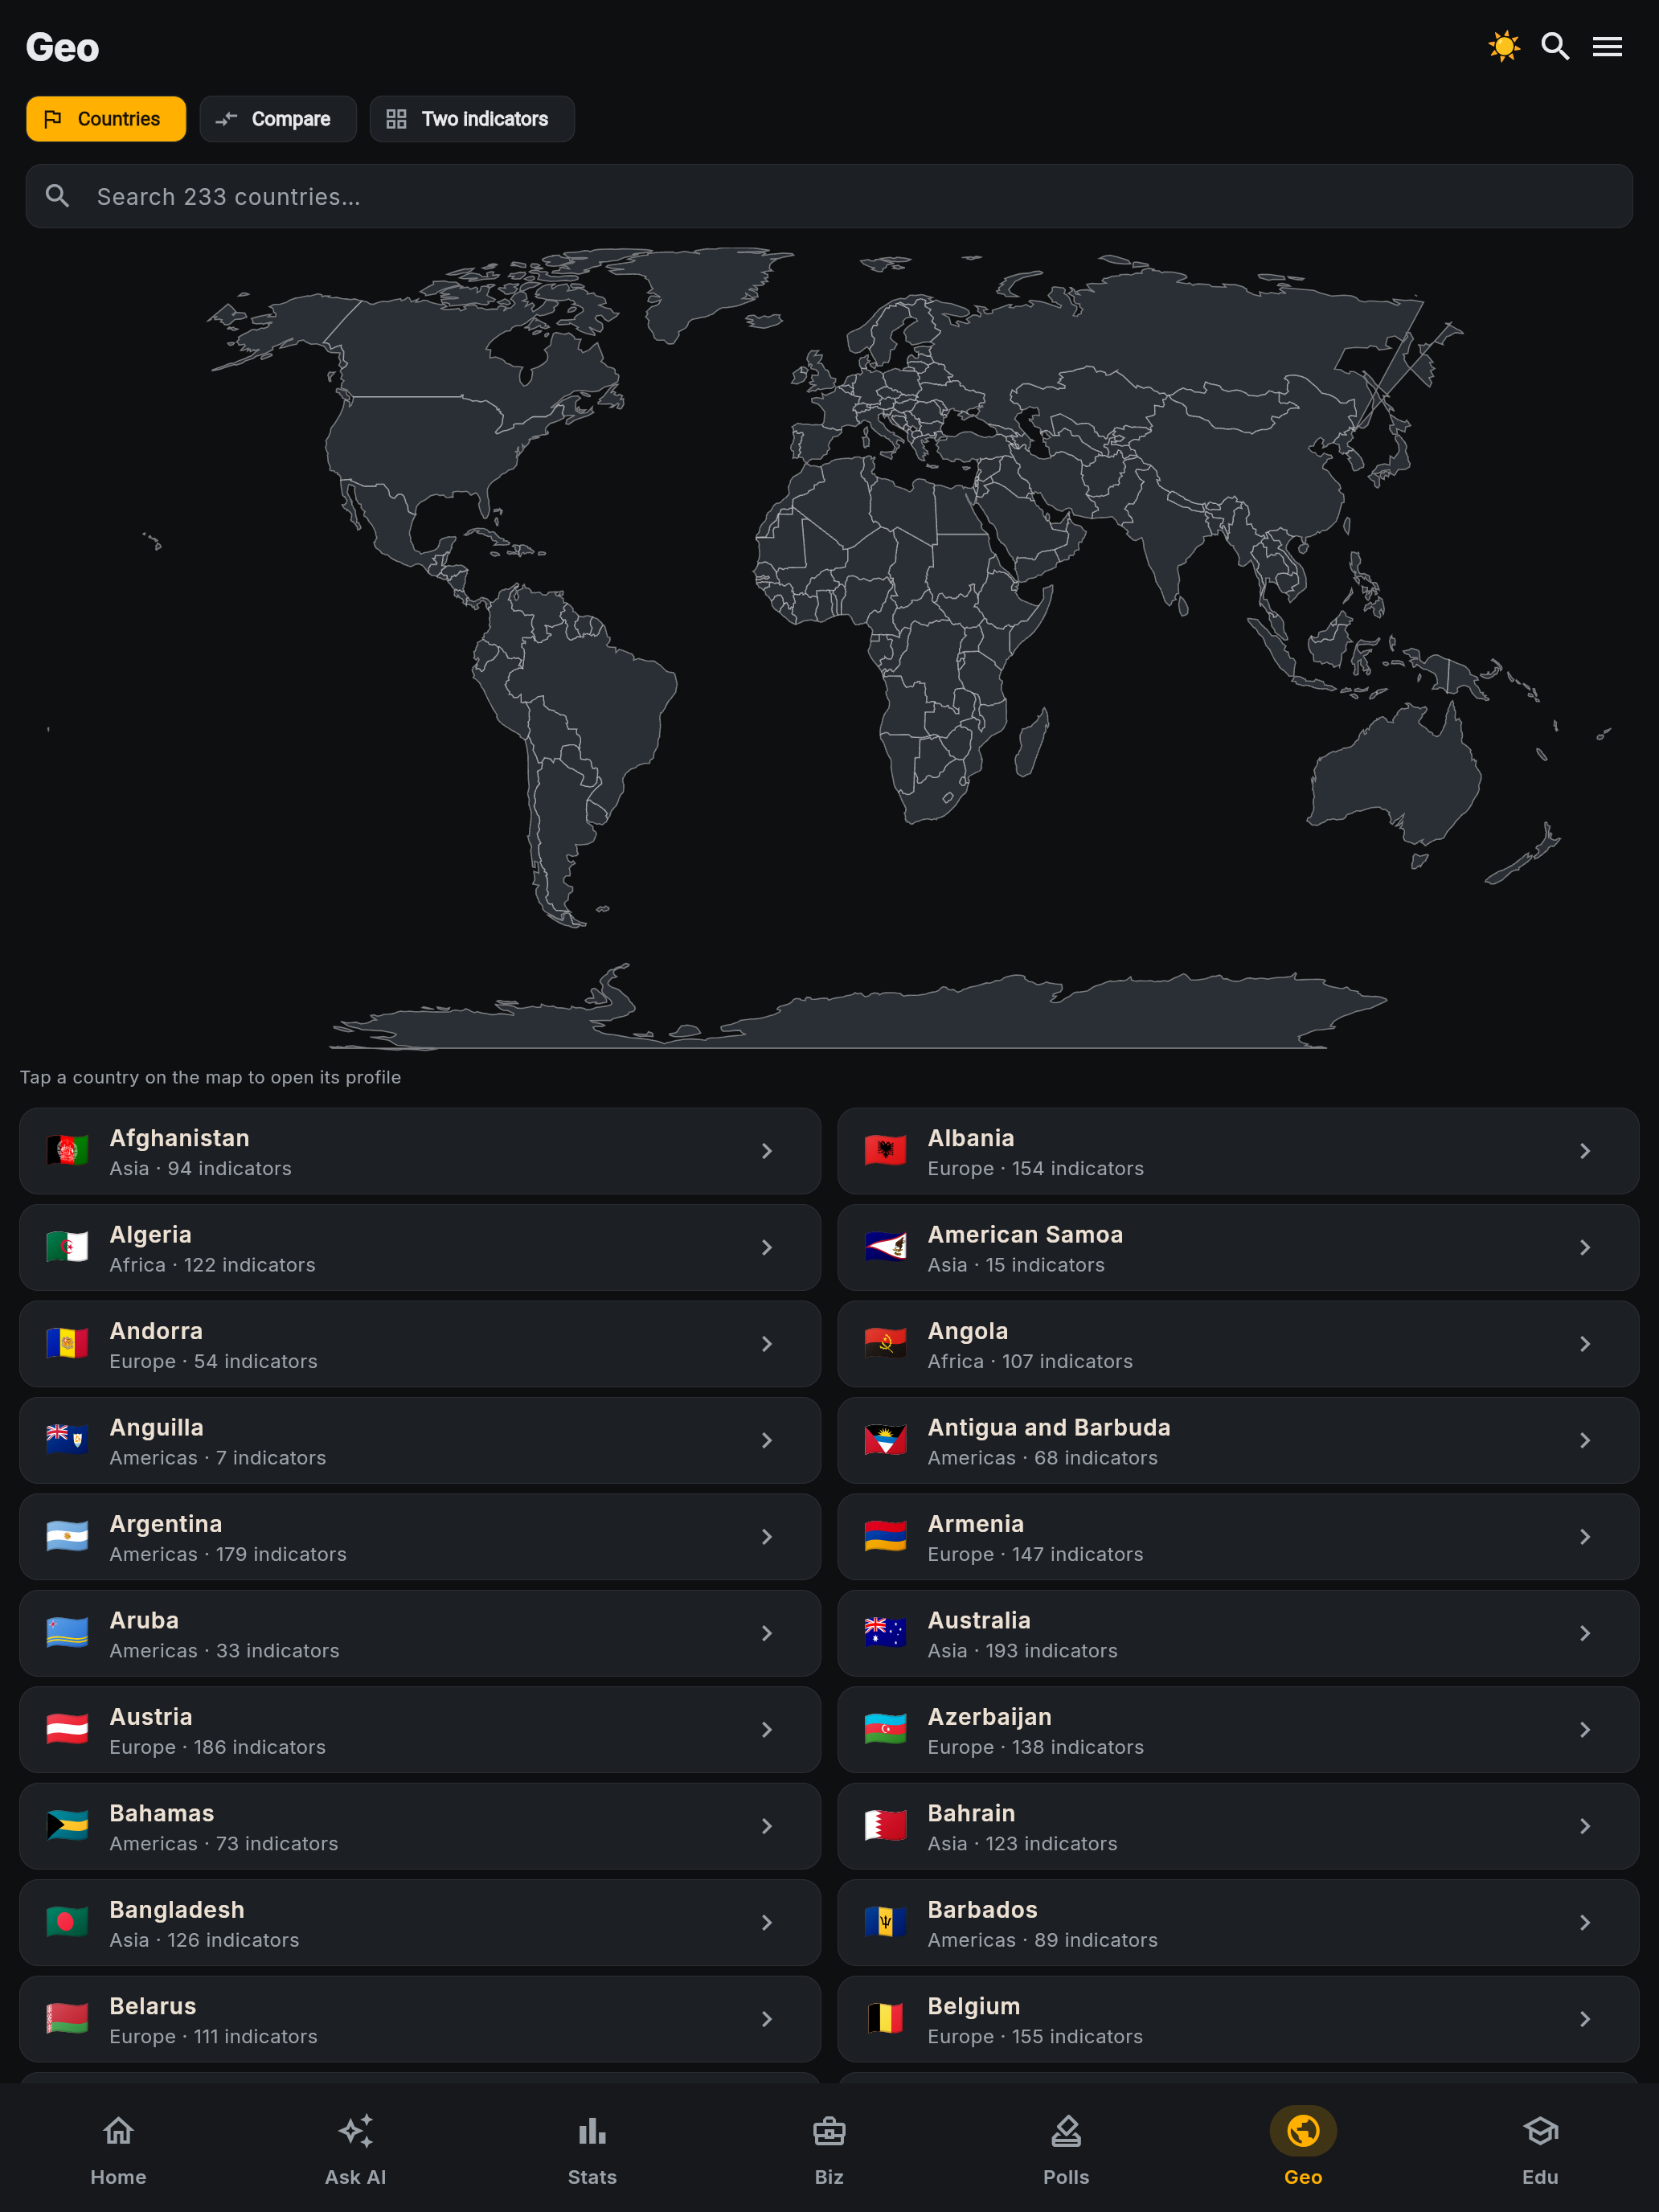 Geo
Countries
Compare
Two indicators
Search 233 countries...
Tap a country on the map to open its profile
Afghanistan
Asia · 94 indicators
Albania
Europe · 154 indicators
Algeria
Africa · 122 indicators
American Samoa
Asia · 15 indicators
Andorra
Europe · 54 indicators
Angola
Africa · 107 indicators
Anguilla
Americas · 7 indicators
Antigua and Barbuda
Americas · 68 indicators
Argentina
Americas · 179 indicators
Armenia
Europe · 147 indicators
Aruba
Americas · 33 indicators
Australia
Asia · 193 indicators
Austria
Europe · 186 indicators
Azerbaijan
Europe · 138 indicators
Bahamas
Americas · 73 indicators
Bahrain
Asia · 123 indicators
Bangladesh
Asia · 126 indicators
Barbados
Americas · 89 indicators
Belarus
Europe · 111 indicators
Belgium
Europe · 155 indicators
Home
Ask AI
Stats
Biz
Polls
Geo
Edu